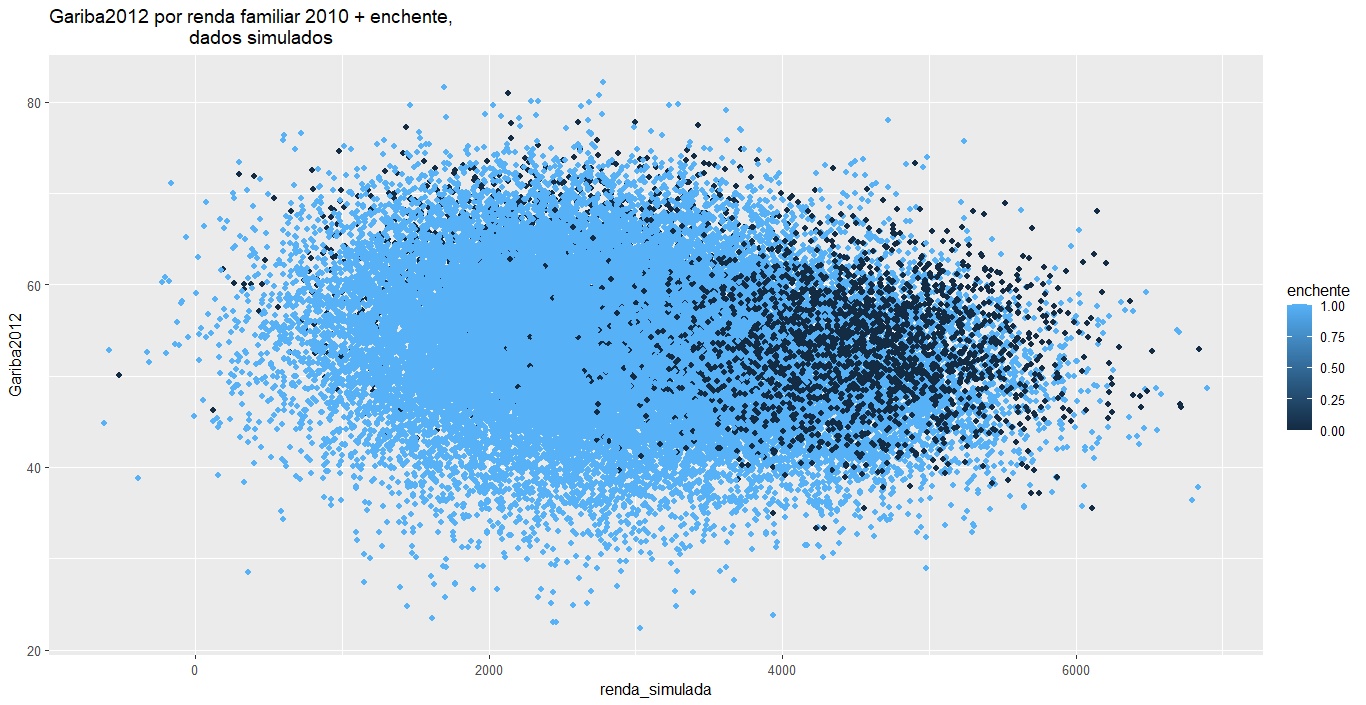 Gariba2012 por renda familiar 2010 + enchente,
dados simulados
80
60
40
20
Gariba2012
0
2000
4000
6000
renda_simulada
enchente
1.00
0.75
0.50
0.25
0.00